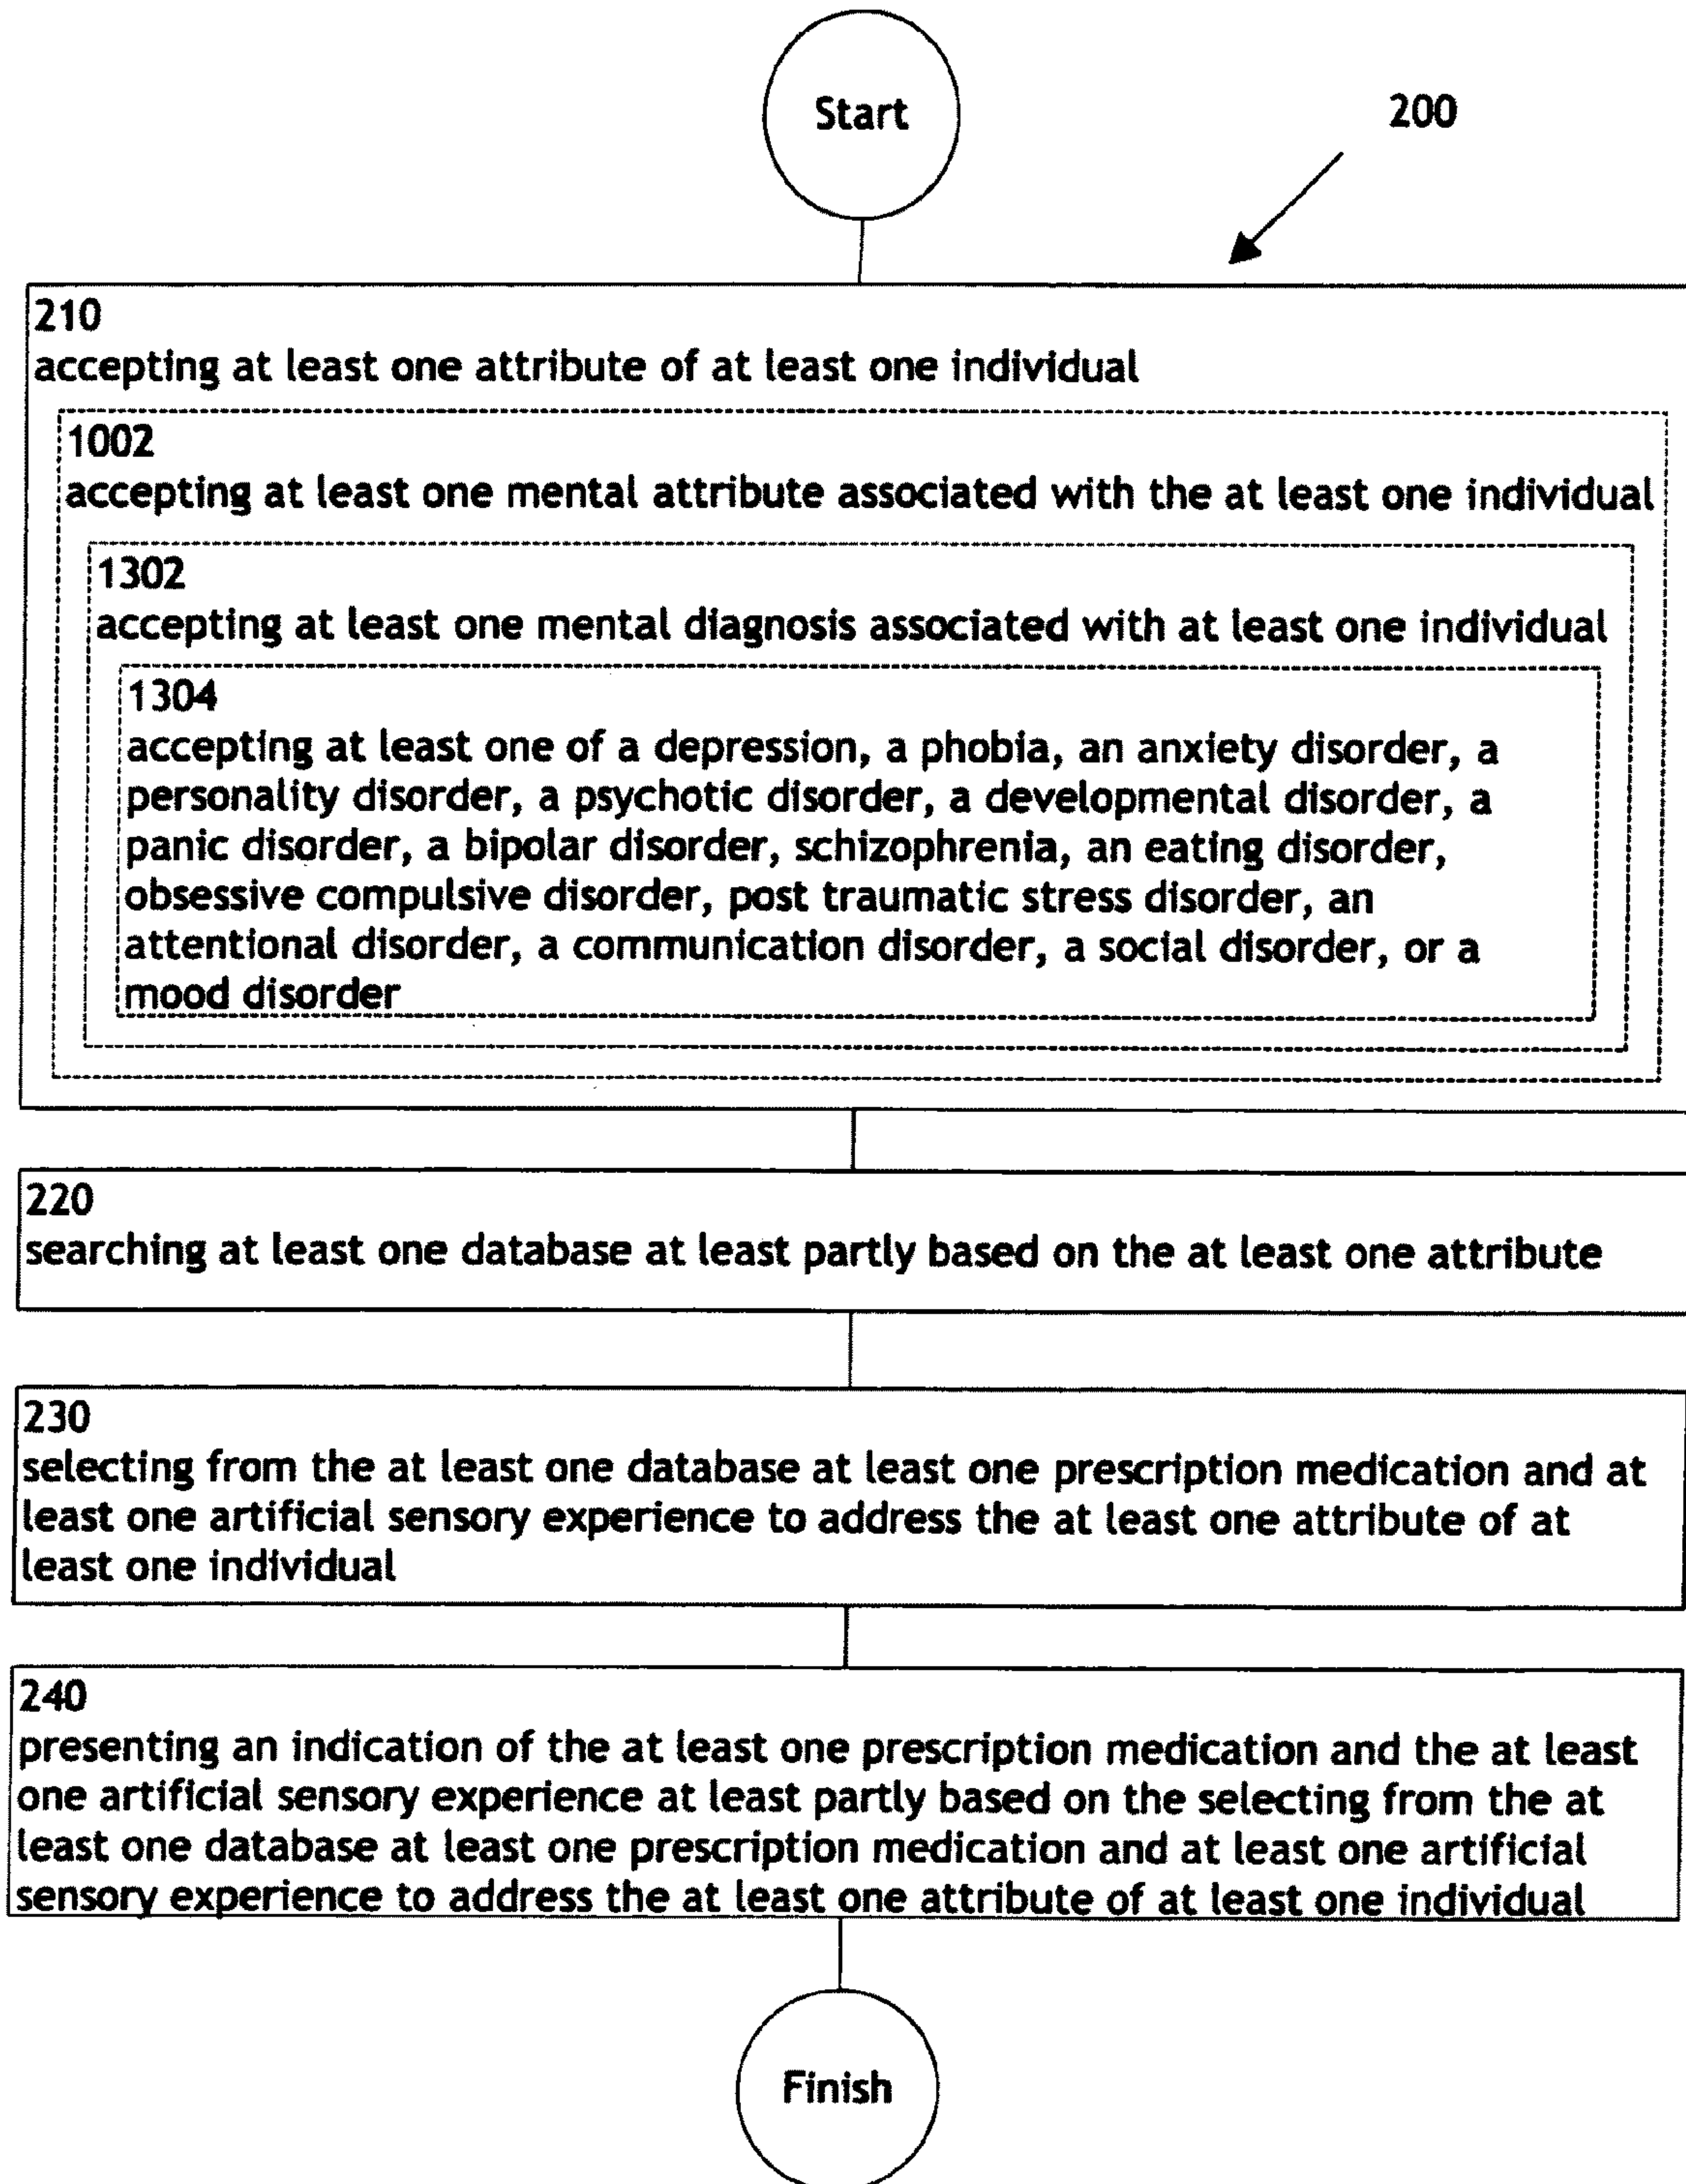 Start
200
210
accepting at least one attribute of at least one individual
1002
accepting at least one mental attribute associated with the at least one individual
1302
accepting at least one mental diagnosis associated with at least one individual
1304
accepting at least one of a depression, a phobia, an anxiety disorder, a
personality disorder, a psychotic disorder, a developmental disorder, a
panic disorder, a bipolar disorder, schizophrenia, an eating disorder,
obsessive compulsive disorder, post traumatic stress disorder, an
attentional disorder, a communication disorder, a social disorder, or a
mood disorder
220
searching at least one database at least partly based on the at least one attribute
230
selecting from the at least one database at least one prescription medication and at
least one artificial sensory experience to address the at least one attribute of at
least one individual
240
presenting an indication of the at least one prescription medication and the at least
one artificial sensory experience at least partly based on the selecting from the at
least one database at least one prescription medication and at least one artificial
sensory experience to address the at least one attribute of at least one individual
Finish